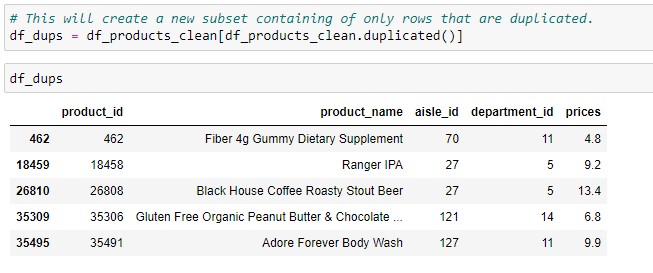 # This will create a new subset containing of only rows that are duplicated.
df_dups = df_products_clean[df_products_clean.duplicated()]
df_dups
product_id product_name aisle_id department_id prices
462 462 Fiber 4g Gummy Dietary Supplement 70 11 4.8
18459 18458 Ranger IPA 27 5 9.2
26810 26808 Black House Coffee Roasty Stout Beer 27 5 13.4
35309 35306 Gluten Free Organic Peanut Butter & Chocolate ... 121 14 6.8
35495 35491 Adore Forever Body Wash 127 11 9.9